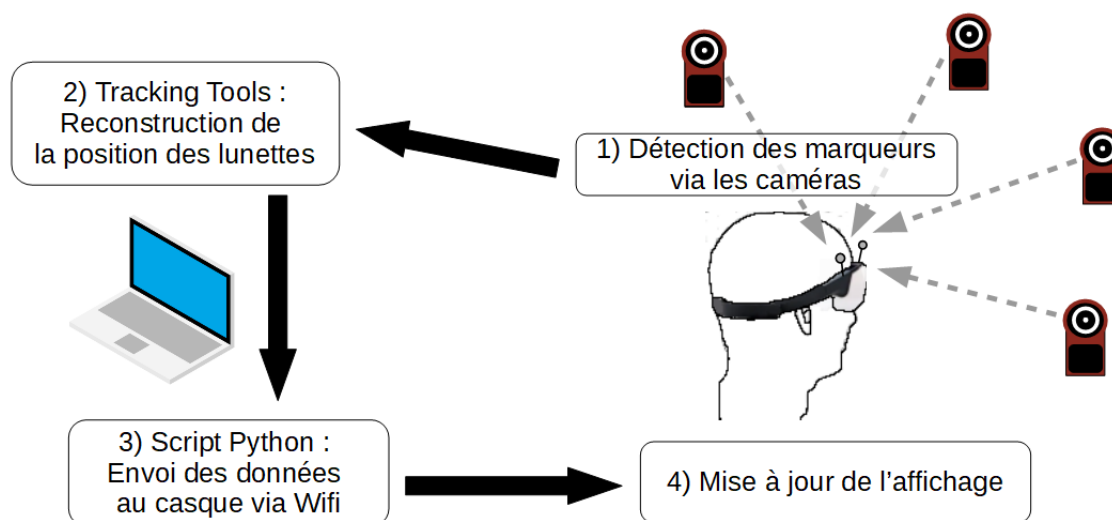 1) Détection des marqueurs
via les caméras
2) Tracking Tools :
Reconstruction de
la position des lunettes
3) Script Python :
Envoi des données
au casque via Wifi
4) Mise à jour de l’affichage